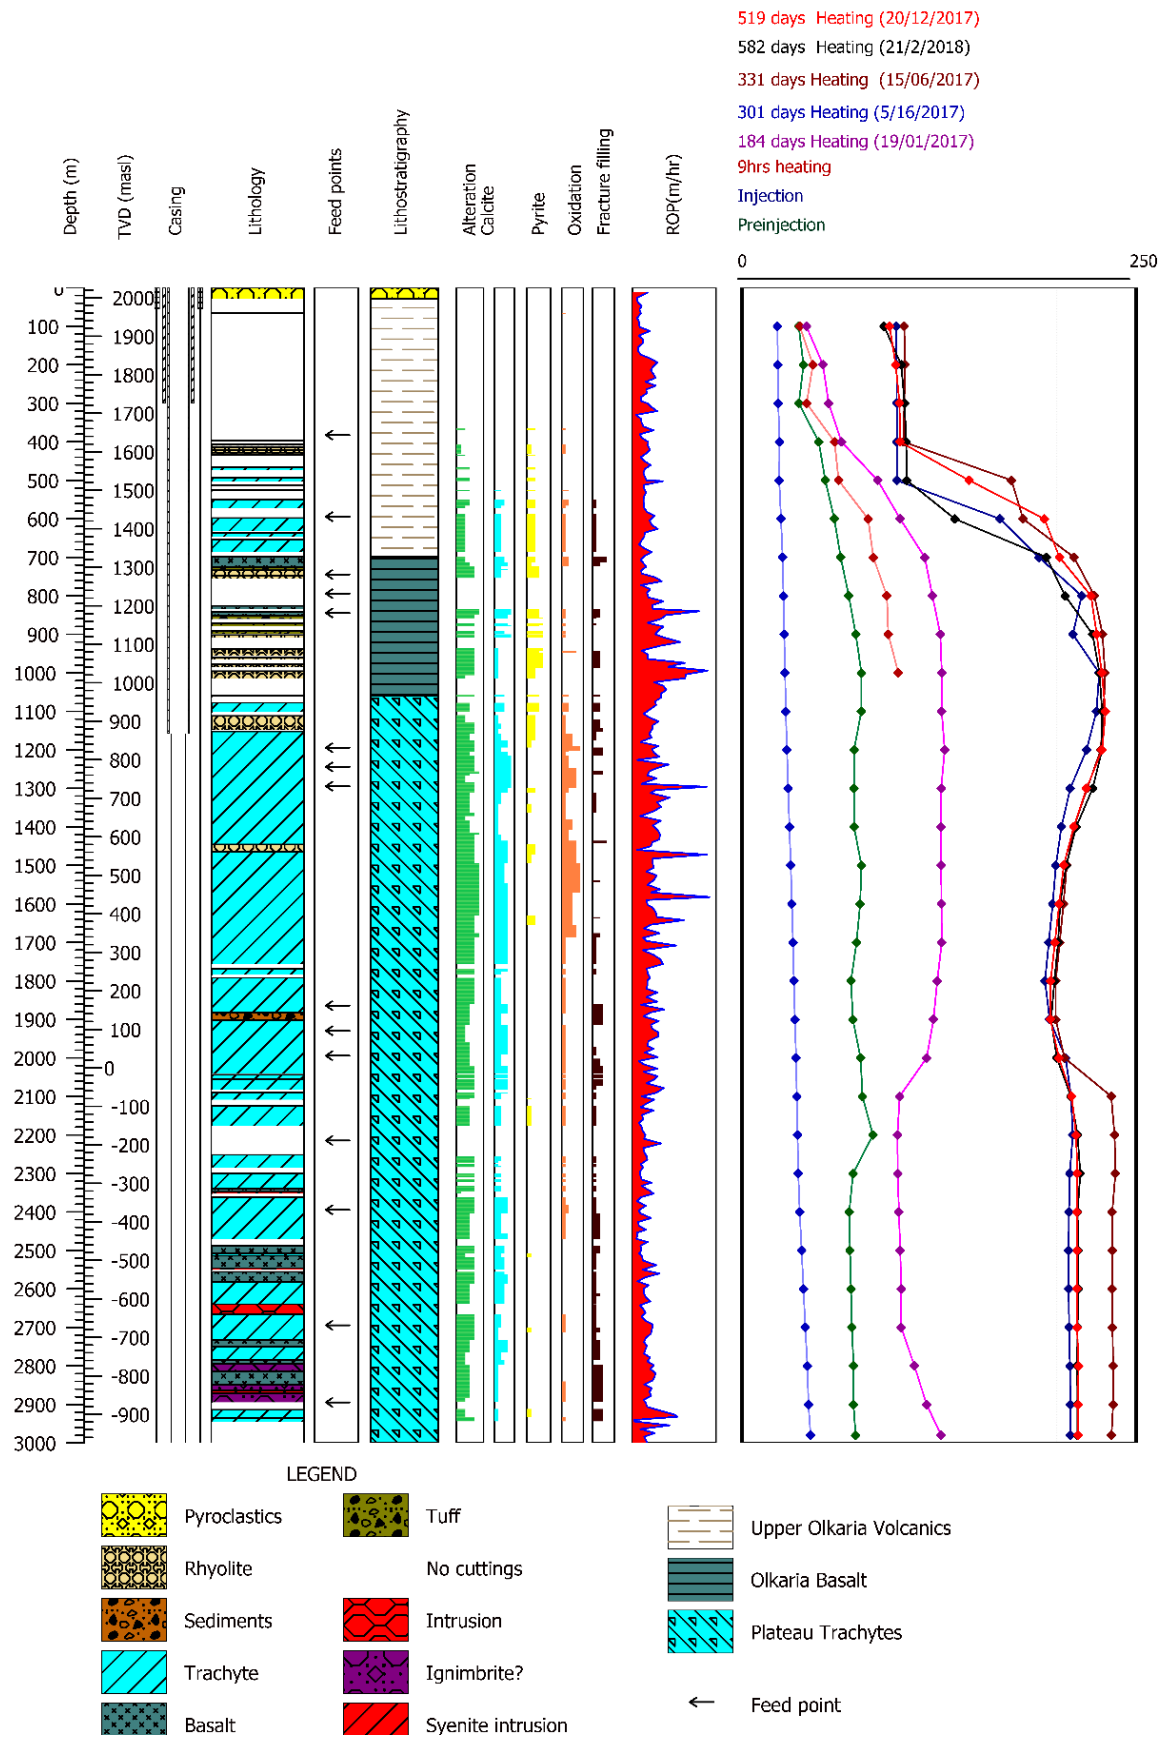 519 days  Heating (20/12/2017)
582 days  Heating (21/2/2018)
331 days Heating  (15/06/2017)
301 days Heating (5/16/2017)
184 days Heating (19/01/2017)
9hrs heating
Injection
Preinjection
Depth (m)
TVD (masl)
Casing
Lithology
Feed points
Lithostratigraphy
Alteration
Calcite
Pyrite
Oxidation
Fracture filling
ROP(m/hr)
0
250
100
200
300
400
500
600
700
800
900
1000
1100
1200
1300
1400
1500
1600
1700
1800
1900
2000
2100
2200
2300
2400
2500
2600
2700
2800
2900
3000
2000
1900
1800
1700
1600
1500
1400
1300
1200
1100
1000
900
800
700
600
500
400
300
200
100
0
-100
-200
-300
-400
-500
-600
-700
-800
-900
LEGEND
Pyroclastics
Rhyolite
Sediments
Trachyte
Basalt
Tuff
No cuttings
Intrusion
Ignimbrite?
Syenite intrusion
Upper Olkaria Volcanics
Olkaria Basalt
Plateau Trachytes
Feed point